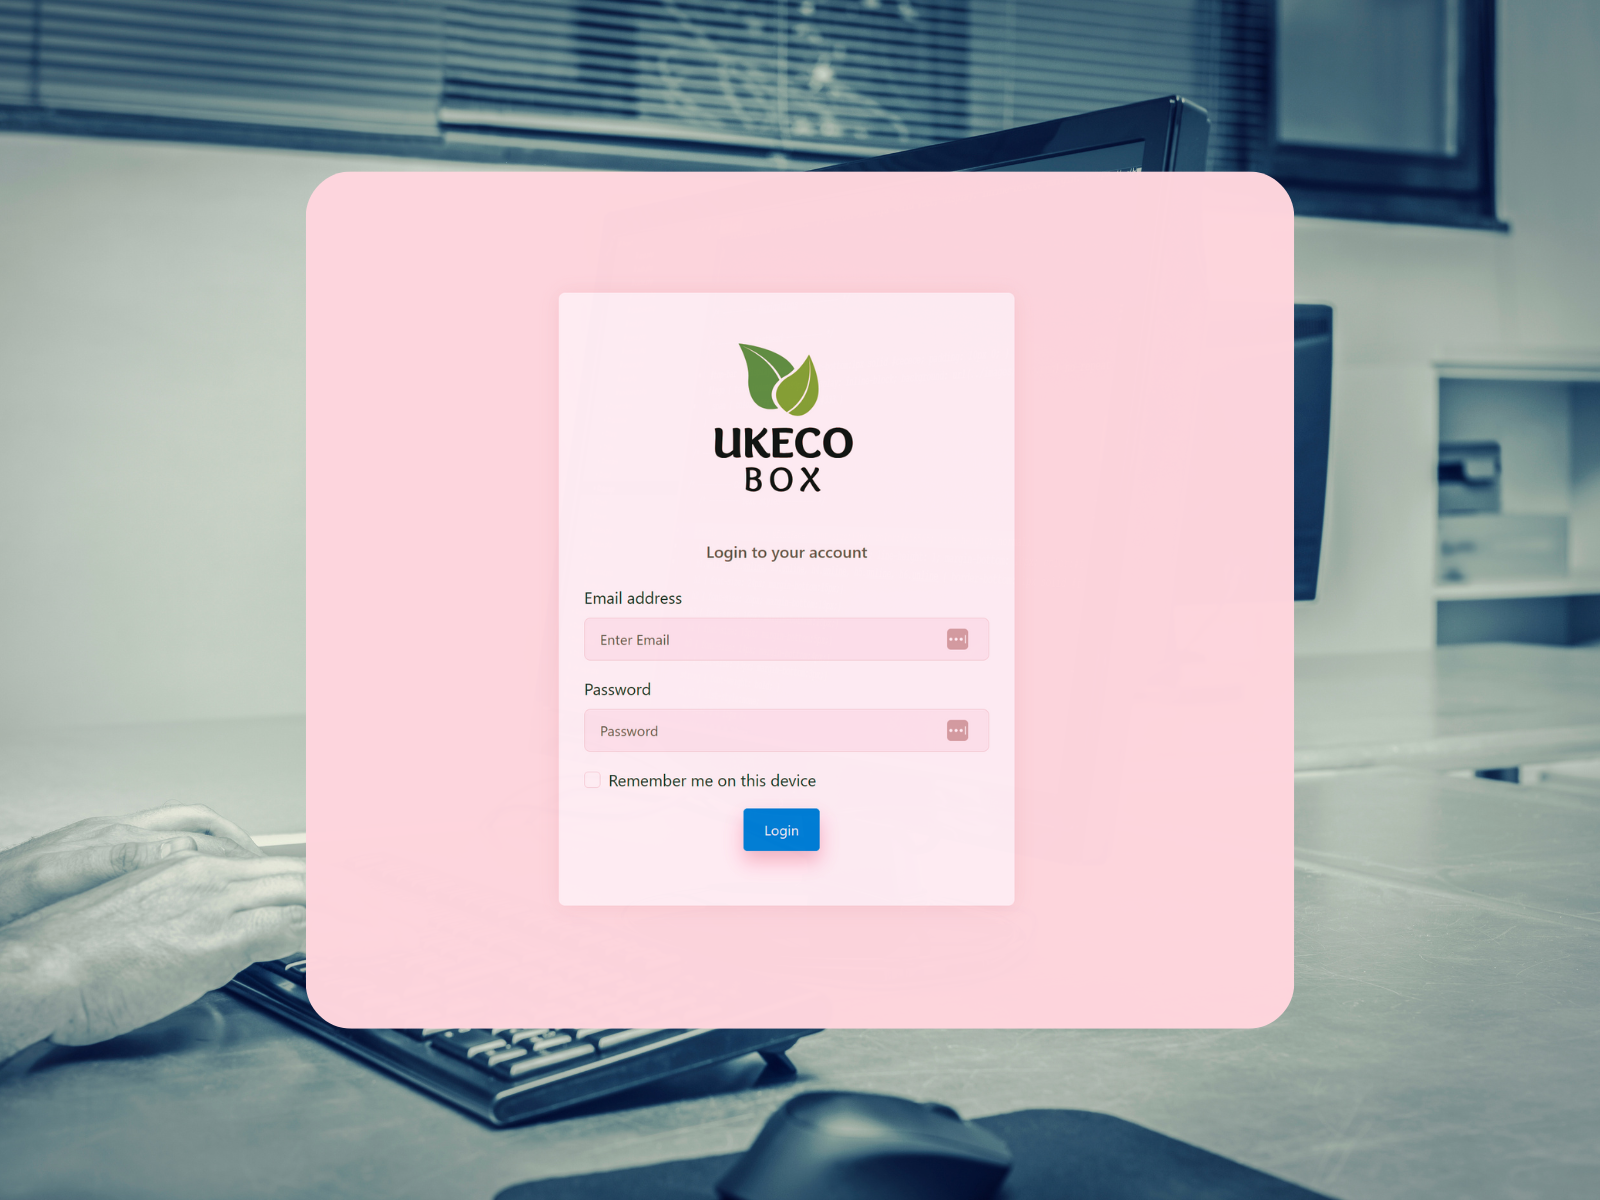 UKECO
BOX
Login to your account
Email address
Enter Email
Password
Password
Remember me on this device
Login